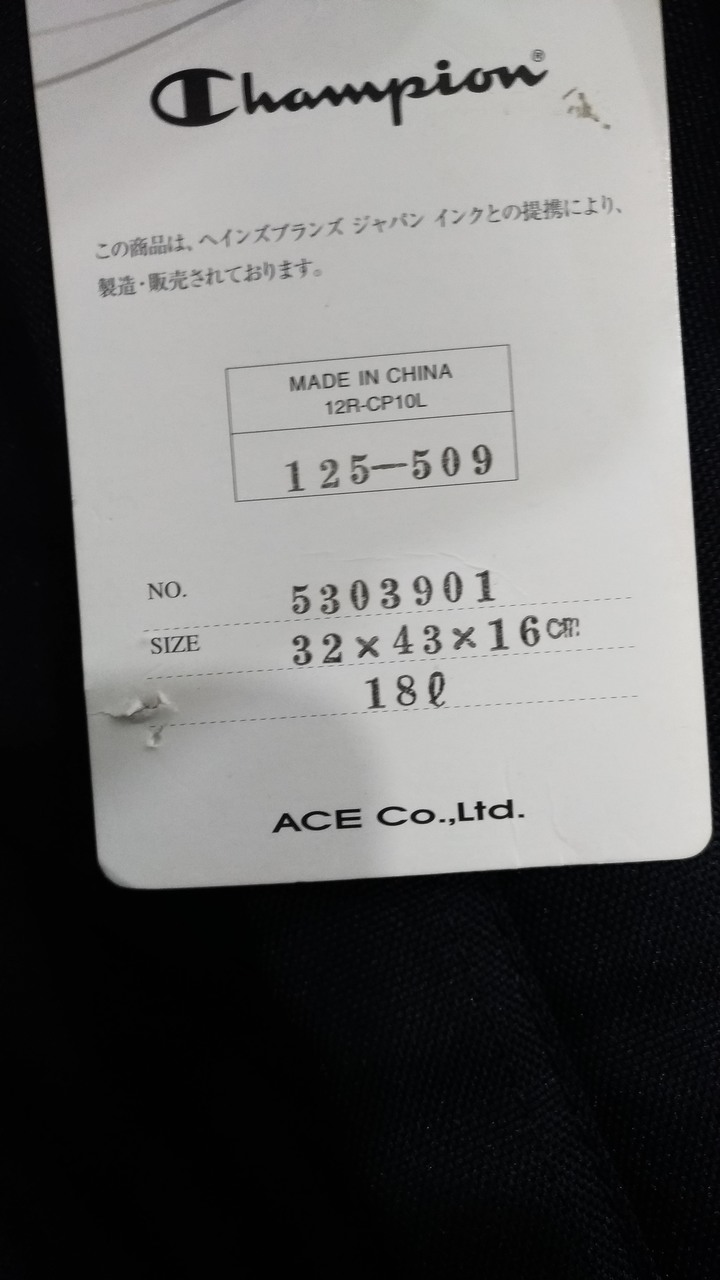 Champion®
この商品は、ヘインズブランズ ジャパン インクとの提携により、
製造・販売されております。
MADE IN CHINA
12R-CP10L
125―509
NO. 5303901
SIZE 32×43×16cm
18ℓ
ACE Co.,Ltd.